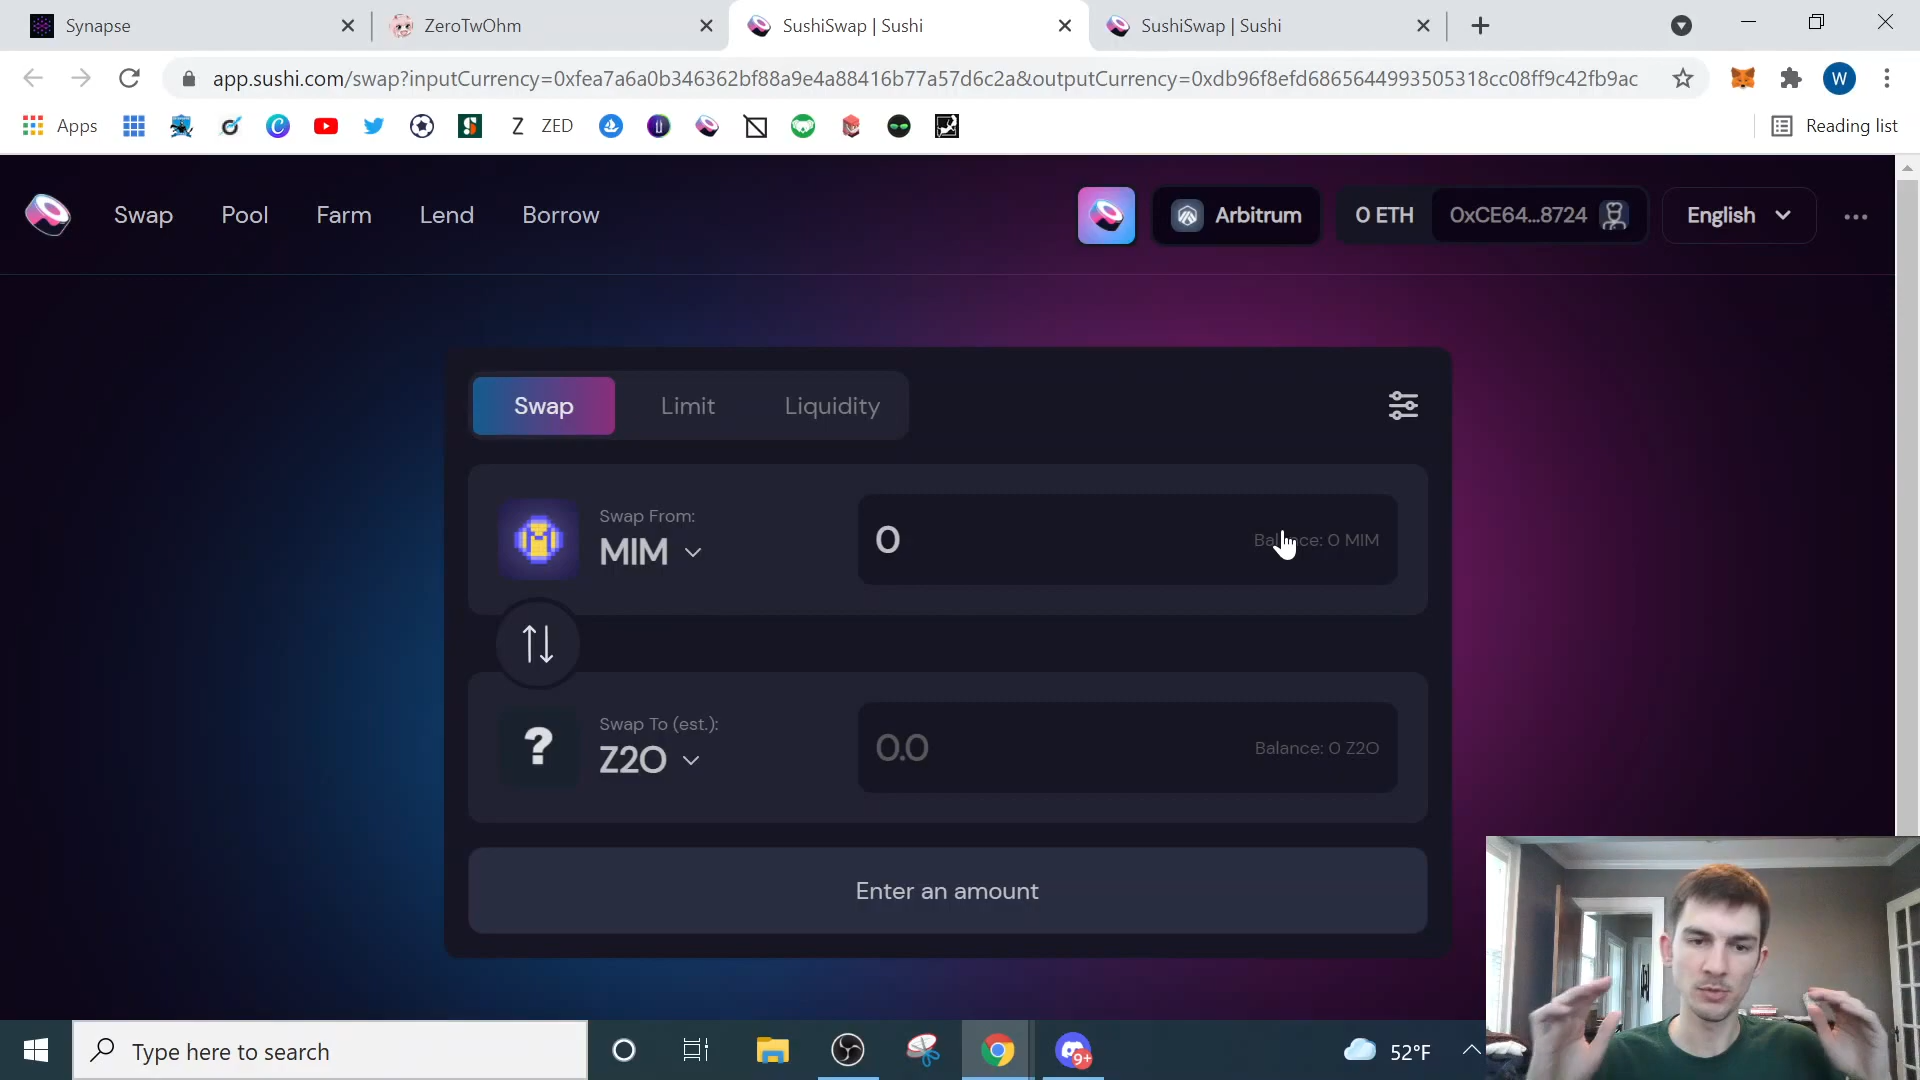 Synapse
ZeroTwOhm
SushiSwap | Sushi
SushiSwap | Sushi
app.sushi.com/swap?inputCurrency=0xfea7a6a0b346362bf88a9e4a88416b77a57d6c2a&outputCurrency=0xdb96f8efd6865644993505318cc08ff9c42fb9ac
W
Apps
Z ZED
Reading list
Swap
Pool
Farm
Lend
Borrow
Arbitrum
0 ETH
0xCE64...8724
English
Swap
Limit
Liquidity
Swap From:
MIM
0
Balance: 0 MIM
Swap To (est.):
Z2O
0.0
Balance: 0 Z2O
Enter an amount
Type here to search
9+
52°F